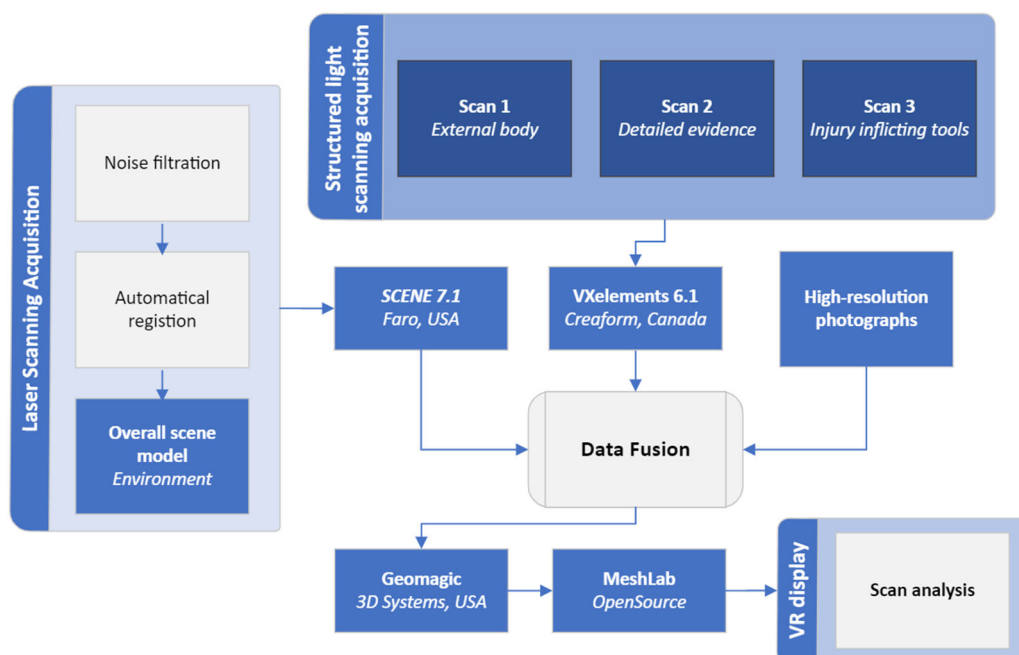 Laser Scanning Acquisition
Noise filtration
Automatical
registion
Overall scene
model
Environment
Structured light
scanning acquisition
Scan 1
External body
Scan 2
Detailed evidence
Scan 3
Injury inflicting tools
SCENE 7.1
Faro, USA
VXelements 6.1
Creaform, Canada
High-resolution
photographs
Data Fusion
Geomagic
3D Systems, USA
MeshLab
OpenSource
VR display
Scan analysis